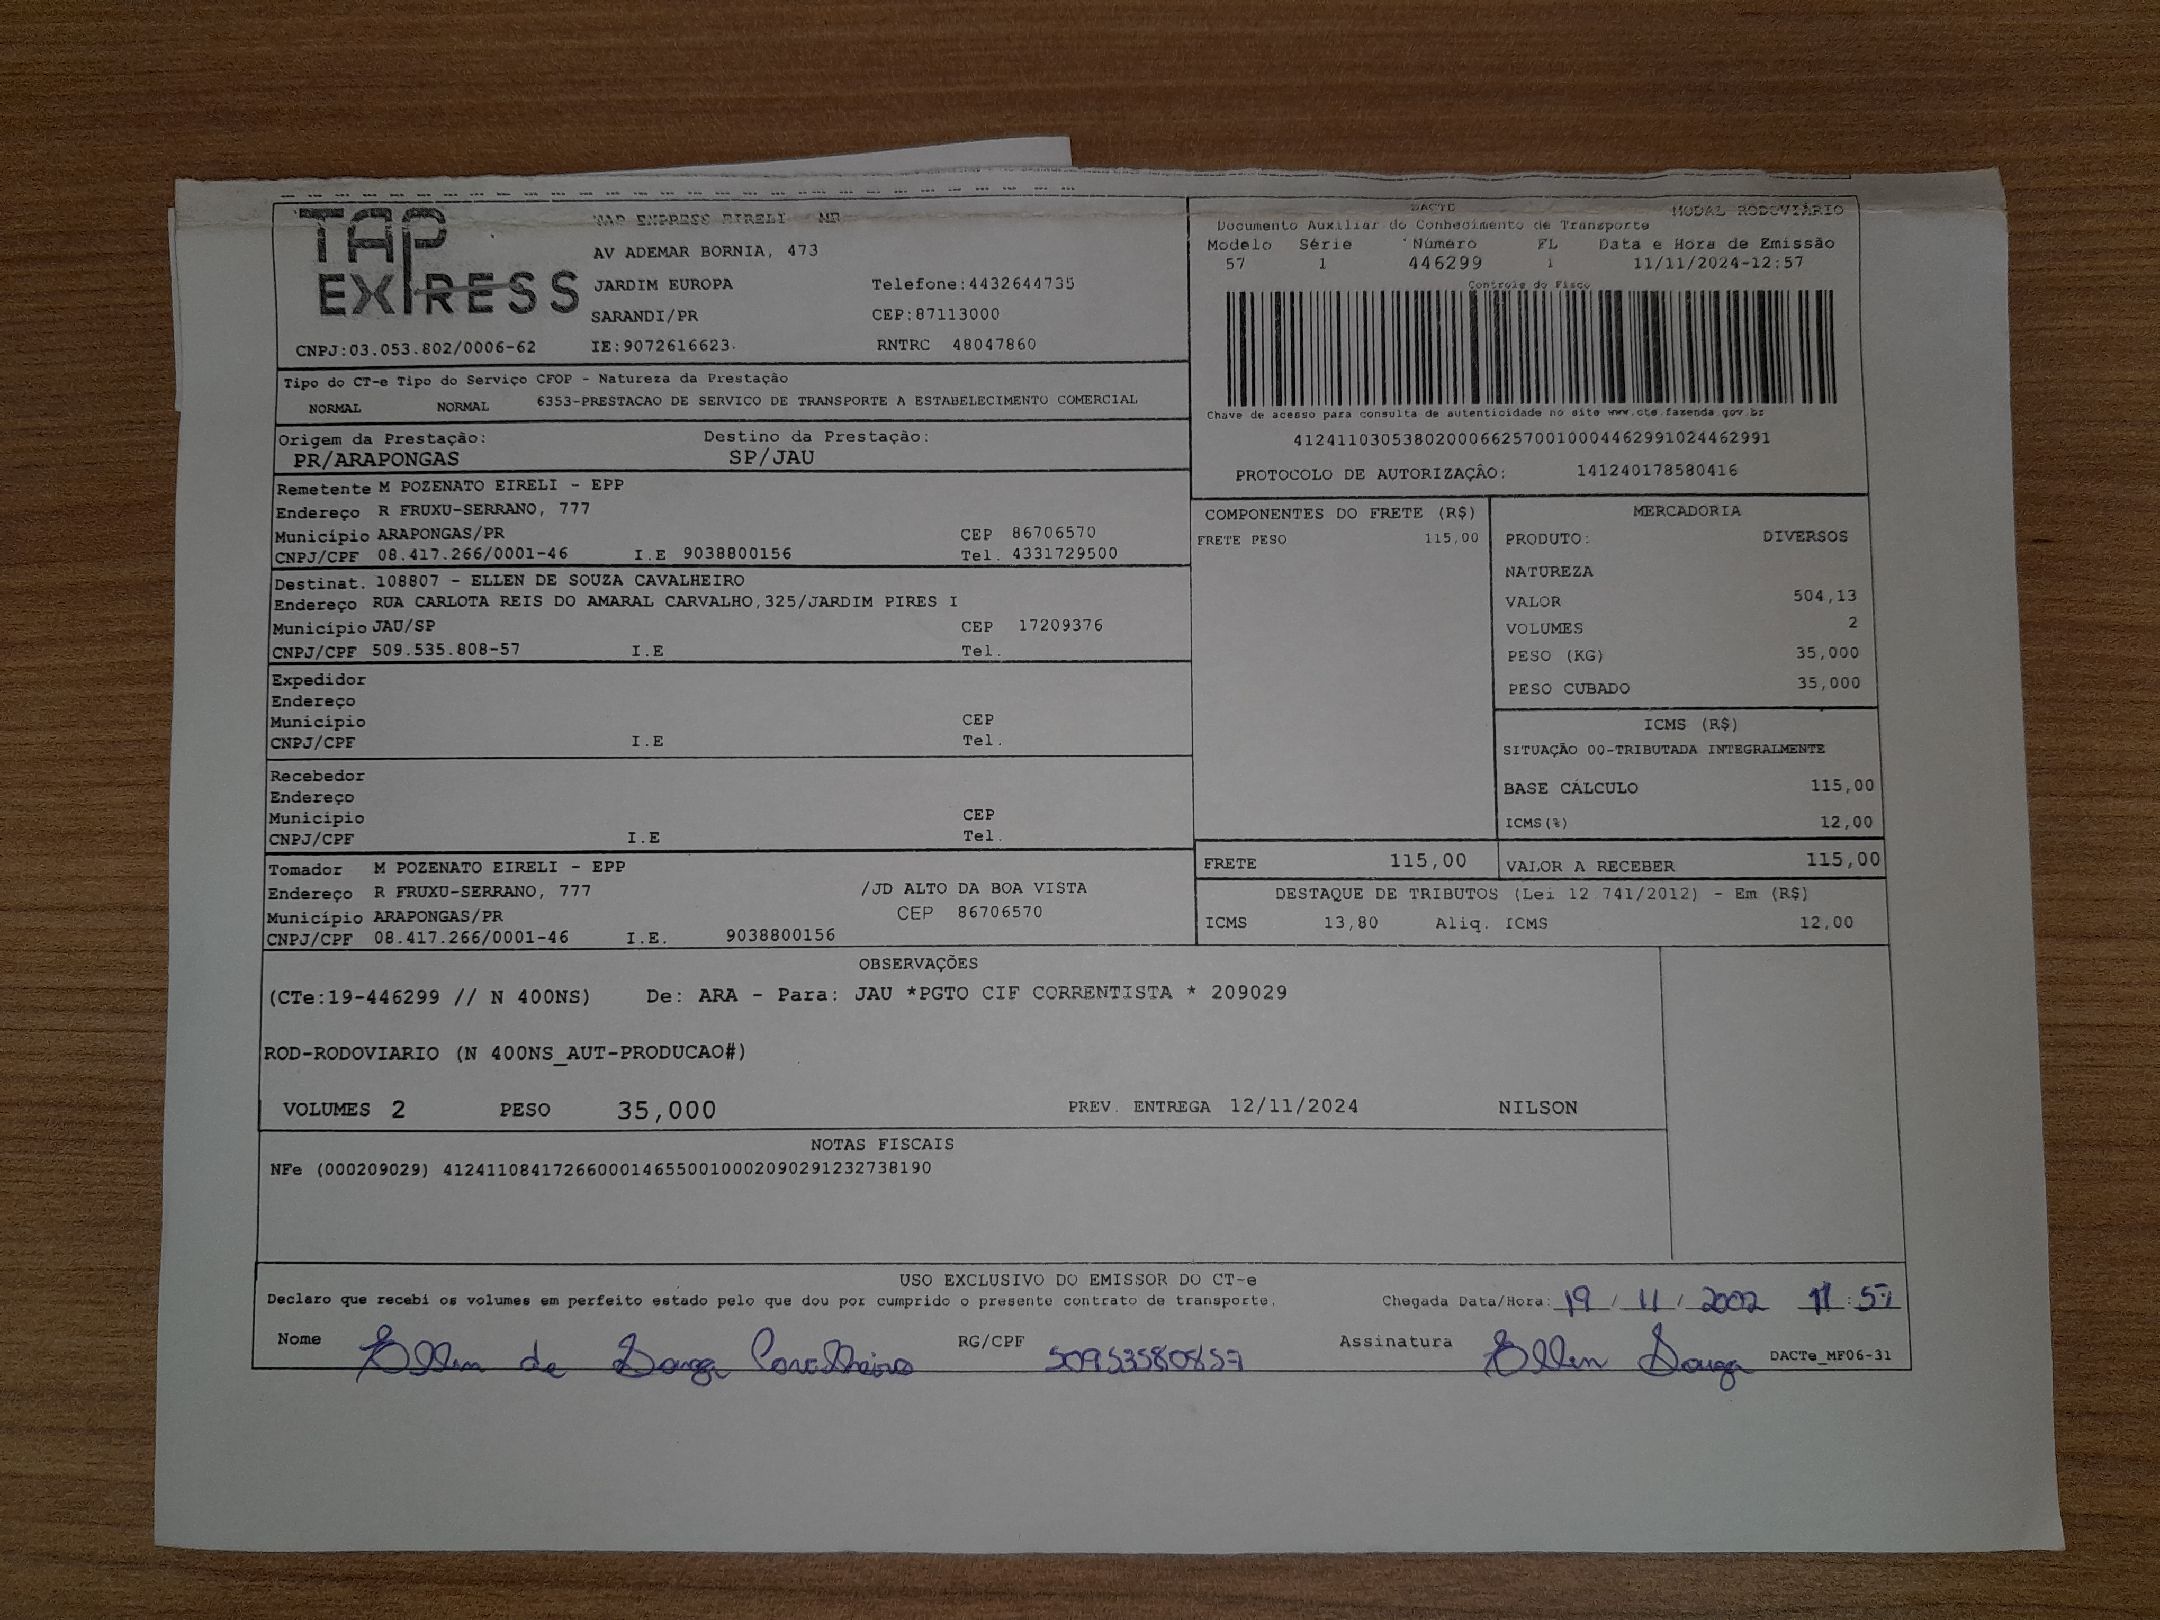 TAP EXPRESS
TAP EXPRESS EIRELI ME
AV ADEMAR BORNIA, 473
JARDIM EUROPA Telefone:4432644735
SARANDI/PR CEP:87113000
CNPJ:03.053.802/0006-62 IE:9072616623. RNTRC 48047860
DACTE MODAL RODOVIÁRIO
Documento Auxiliar do Conhecimento de Transporte
Modelo Série Número FL Data e Hora de Emissão
57 1 446299 1 11/11/2024-12:57
Controle do Fisco
Chave de acesso para consulta de autenticidade no site www.cte.fazenda.gov.br
41241103053802000662570010004462991024462991
PROTOCOLO DE AUTORIZAÇÃO: 141240178580416
Tipo do CT-e Tipo do Serviço CFOP - Natureza da Prestação
NORMAL NORMAL 6353-PRESTACAO DE SERVICO DE TRANSPORTE A ESTABELECIMENTO COMERCIAL
Origem da Prestação: Destino da Prestação:
PR/ARAPONGAS SP/JAU
Remetente M POZENATO EIRELI - EPP
Endereço R FRUXU-SERRANO, 777
Município ARAPONGAS/PR CEP 86706570
CNPJ/CPF 08.417.266/0001-46 I.E 9038800156 Tel. 4331729500
Destinat. 108807 - ELLEN DE SOUZA CAVALHEIRO
Endereço RUA CARLOTA REIS DO AMARAL CARVALHO,325/JARDIM PIRES I
Município JAU/SP CEP 17209376
CNPJ/CPF 509.535.808-57 I.E Tel.
Expedidor
Endereço
Município CEP
CNPJ/CPF I.E Tel.
Recebedor
Endereço
Município CEP
CNPJ/CPF I.E Tel.
Tomador M POZENATO EIRELI - EPP
Endereço R FRUXU-SERRANO, 777 /JD ALTO DA BOA VISTA
Município ARAPONGAS/PR CEP 86706570
CNPJ/CPF 08.417.266/0001-46 I.E. 9038800156
COMPONENTES DO FRETE (R$)
FRETE PESO 115,00
MERCADORIA
PRODUTO: DIVERSOS
NATUREZA
VALOR 504,13
VOLUMES 2
PESO (KG) 35,000
PESO CUBADO 35,000
ICMS (R$)
SITUAÇÃO 00-TRIBUTADA INTEGRALMENTE
BASE CÁLCULO 115,00
ICMS(%) 12,00
FRETE 115,00 VALOR A RECEBER 115,00
DESTAQUE DE TRIBUTOS (Lei 12.741/2012) - Em (R$)
ICMS 13,80 Aliq. ICMS 12,00
OBSERVAÇÕES
(CTe:19-446299 // N 400NS) De: ARA - Para: JAU *PGTO CIF CORRENTISTA * 209029
ROD-RODOVIARIO (N 400NS_AUT-PRODUCAO#)
VOLUMES 2 PESO 35,000 PREV. ENTREGA 12/11/2024 NILSON
NOTAS FISCAIS
NFe (000209029) 41241108417266000146550010002090291232738190
USO EXCLUSIVO DO EMISSOR DO CT-e
Declaro que recebi os volumes em perfeito estado pelo que dou por cumprido o presente contrato de transporte. Chegada Data/Hora: 19 / 11 / 2002 11:57
Nome Ellen de Souza Cavalheiro RG/CPF 50953580857 Assinatura Ellen Souza DACTe_MF06-31